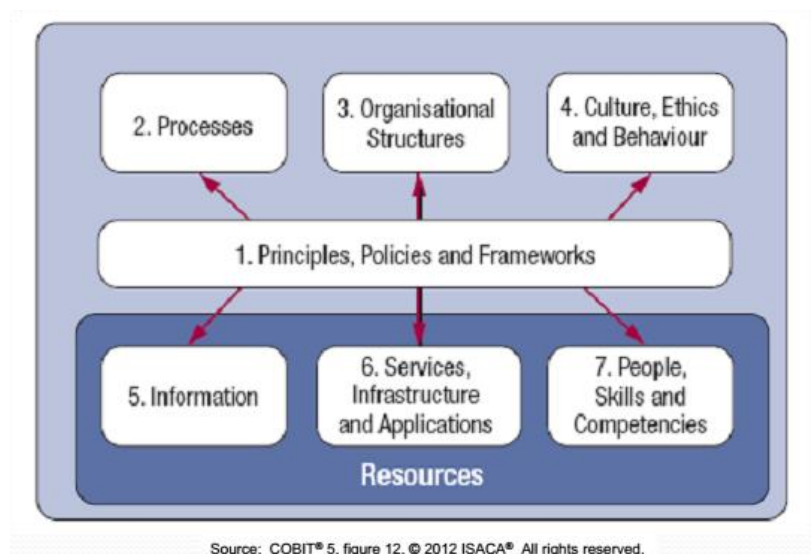 2. Processes
3. Organisational
Structures
4. Culture, Ethics
and Behaviour
1. Principles, Policies and Frameworks
5. Information
6. Services,
Infrastructure
and Applications
7. People,
Skills and
Competencies
Resources
Source: COBIT® 5, figure 12. © 2012 ISACA® All rights reserved.